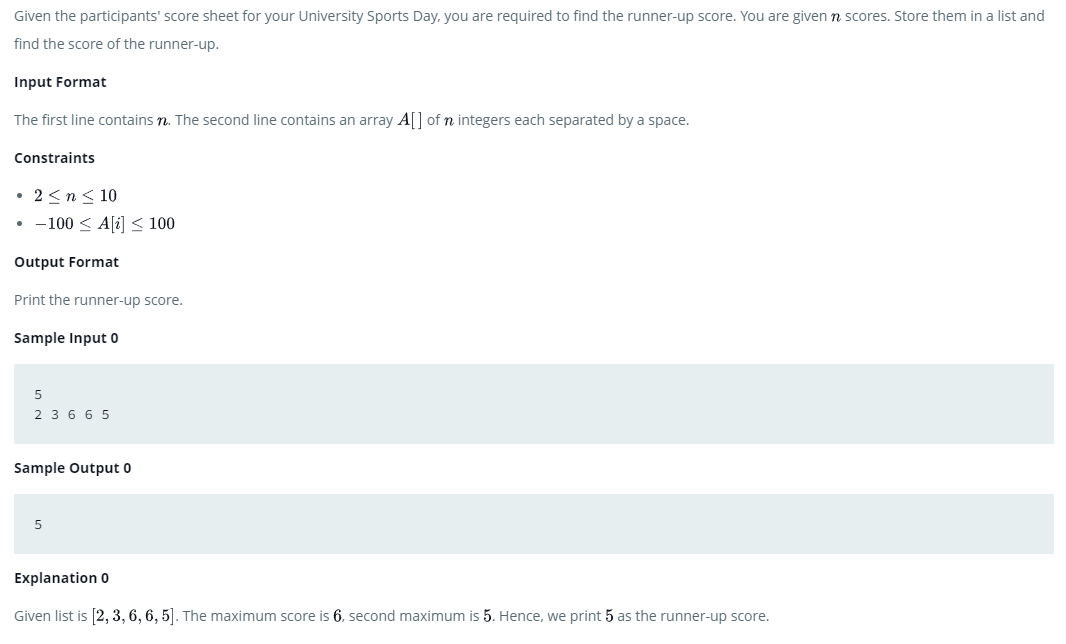 Given the participants' score sheet for your University Sports Day, you are required to find the runner-up score. You are given n scores. Store them in a list and
find the score of the runner-up.
Input Format
The first line contains n. The second line contains an array A[] of n integers each separated by a space.
Constraints
• 2 ≤ n ≤ 10
• −100 ≤ A[i] ≤ 100
Output Format
Print the runner-up score.
Sample Input 0
5
2 3 6 6 5
Sample Output 0
5
Explanation 0
Given list is [2, 3, 6, 6, 5]. The maximum score is 6, second maximum is 5. Hence, we print 5 as the runner-up score.